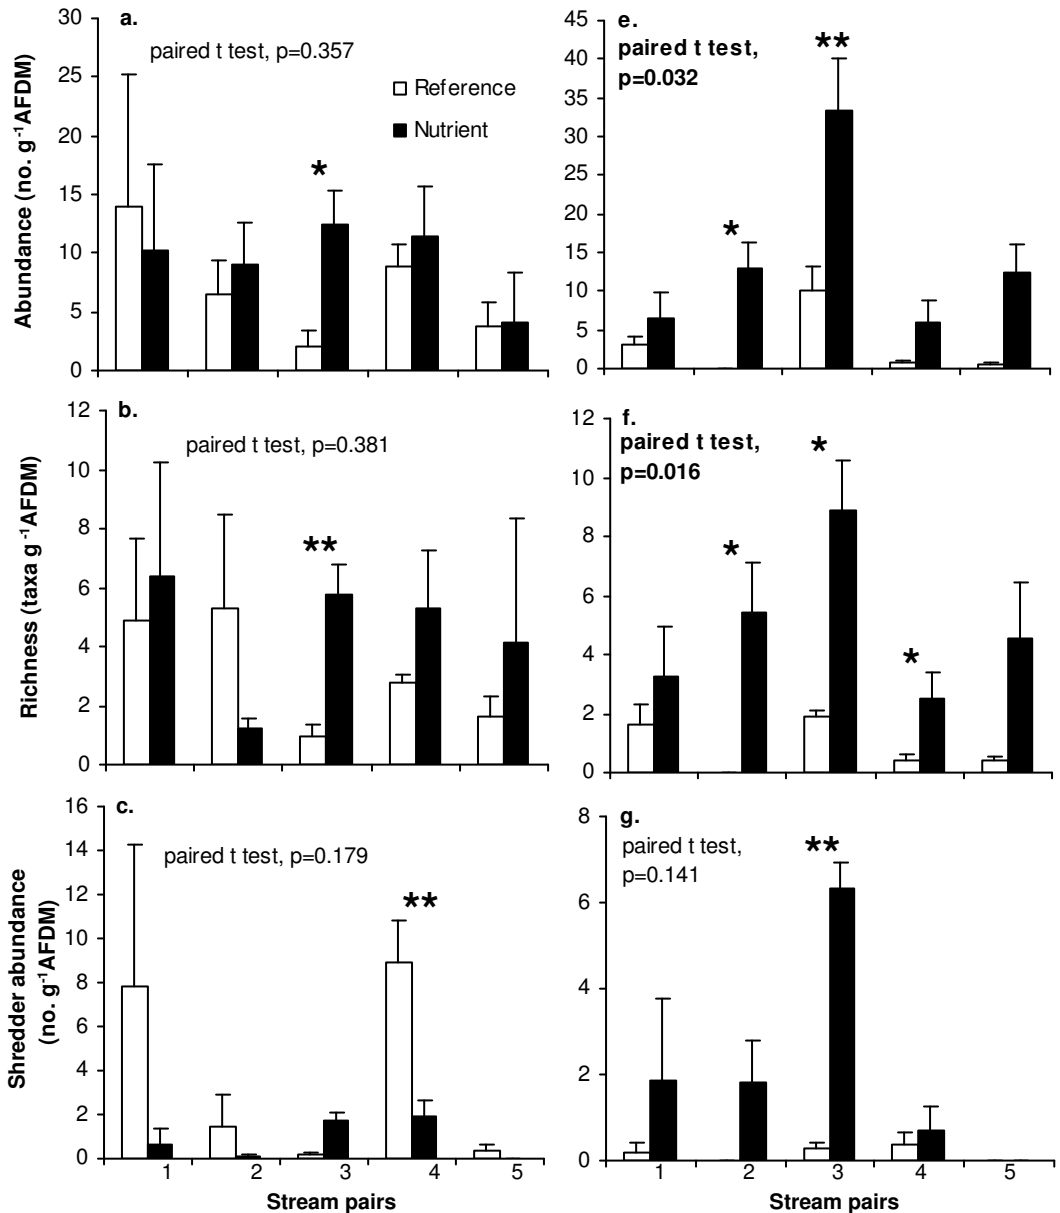 a.
paired t test, p=0.357
Reference
Nutrient
*
30
25
20
15
10
5
0
Abundance (no. g⁻¹AFDM)
e.
paired t test,
p=0.032
**
*
45
40
35
30
25
20
15
10
5
0
b.
paired t test, p=0.381
**
12
10
8
6
4
2
0
Richness (taxa g ⁻¹AFDM)
f.
paired t test,
p=0.016
*
*
*
12
10
8
6
4
2
0
c.
paired t test, p=0.179
**
16
14
12
10
8
6
4
2
0
Shredder abundance
(no. g⁻¹AFDM)
1 2 3 4 5
Stream pairs
g.
paired t test,
p=0.141
**
8
6
4
2
0
1 2 3 4 5
Stream pairs